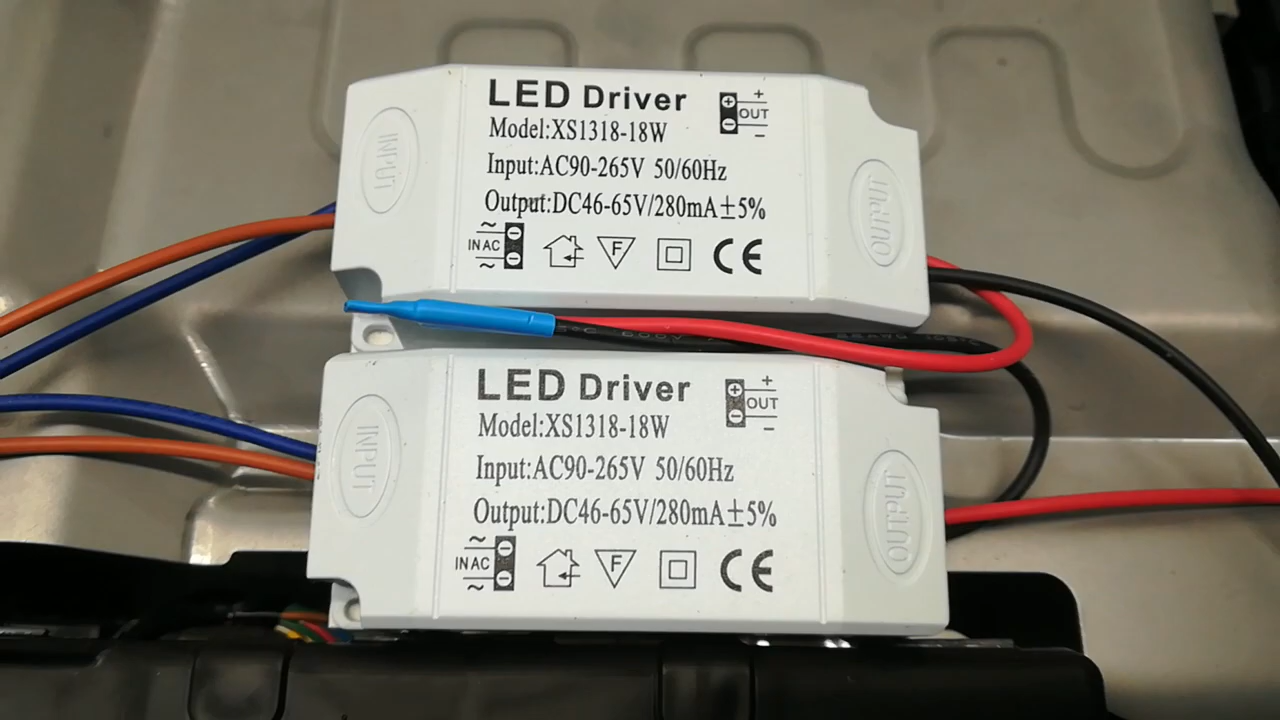 LED Driver
Model:XS1318-18W
Input:AC90-265V 50/60Hz
Output:DC46-65V/280mA±5%
+
OUT
−
~
IN AC
~
F
CE
INPUT
OUTPUT
600V
LED Driver
Model:XS1318-18W
Input:AC90-265V 50/60Hz
Output:DC46-65V/280mA±5%
+
OUT
−
~
IN AC
~
F
CE
INPUT
OUTPUT